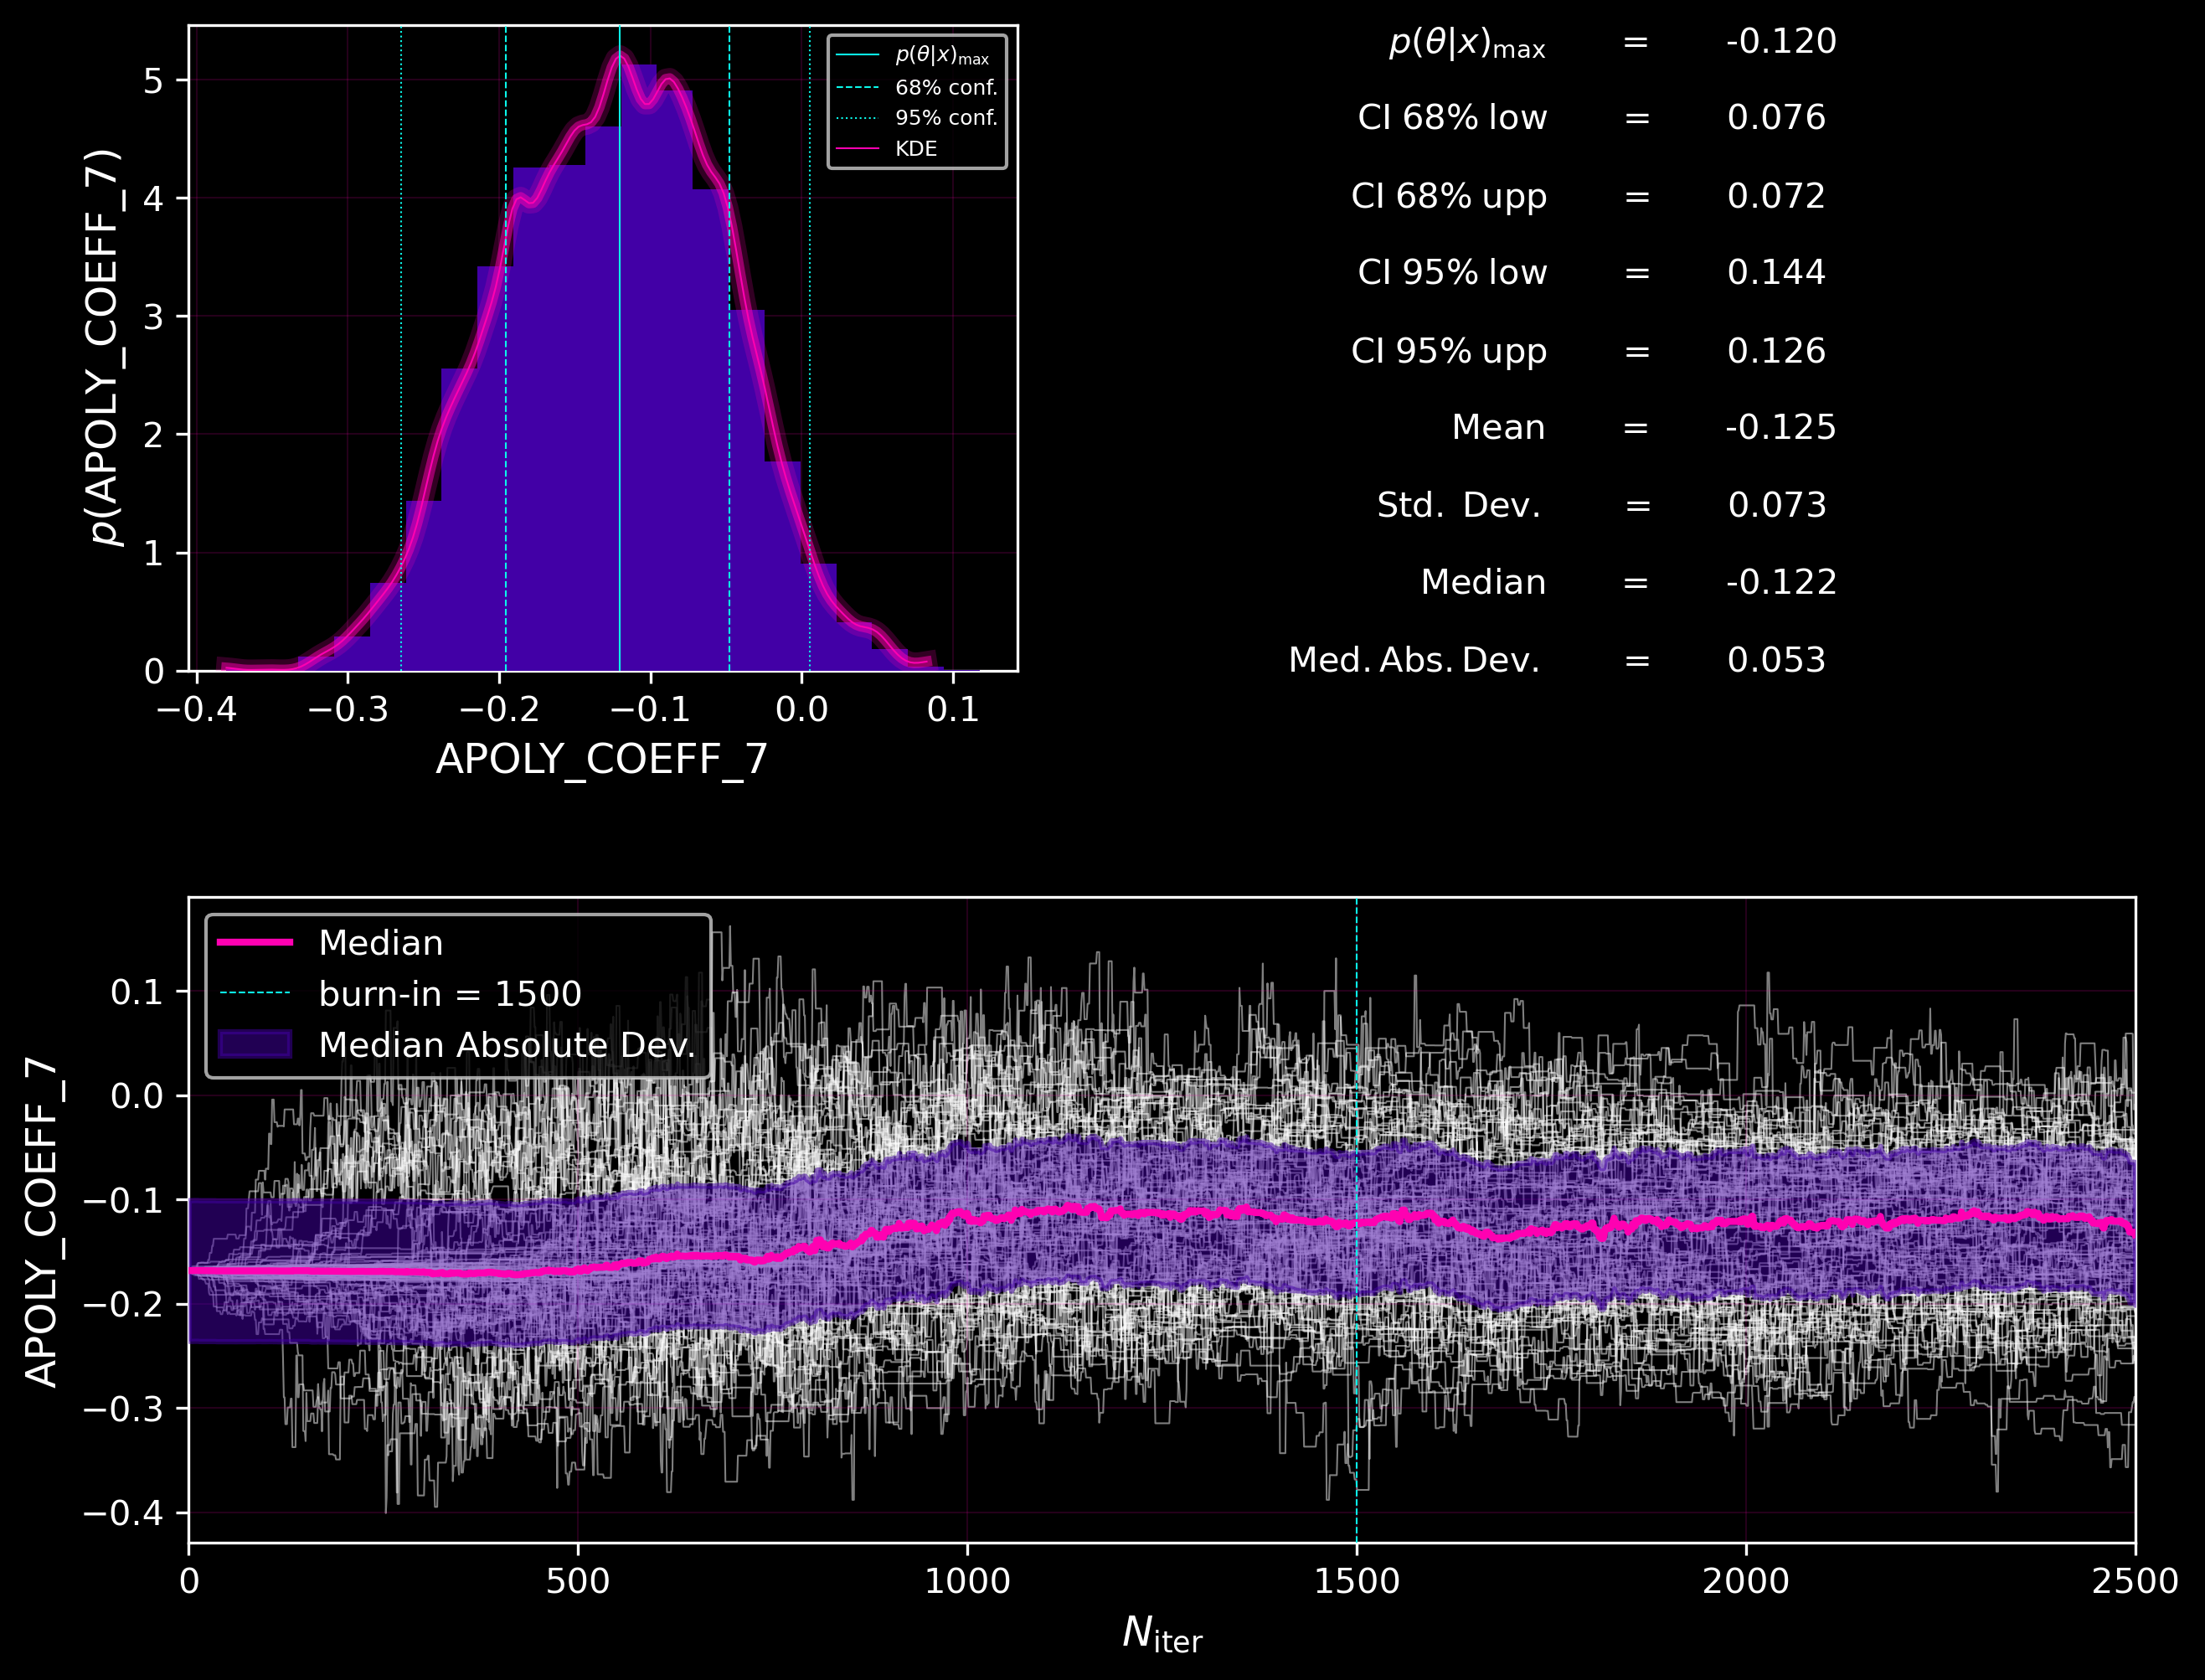 p(θ|x)max
68% conf.
95% conf.
KDE
5
4
3
2
1
0
p(APOLY_COEFF_7)
−0.4 −0.3 −0.2 −0.1 0.0 0.1
APOLY_COEFF_7
p(θ|x)max = -0.120
CI 68% low = 0.076
CI 68% upp = 0.072
CI 95% low = 0.144
CI 95% upp = 0.126
Mean = -0.125
Std. Dev. = 0.073
Median = -0.122
Med. Abs. Dev. = 0.053
Median
burn-in = 1500
Median Absolute Dev.
0.1
0.0
−0.1
−0.2
−0.3
−0.4
APOLY_COEFF_7
0 500 1000 1500 2000 2500
Niter